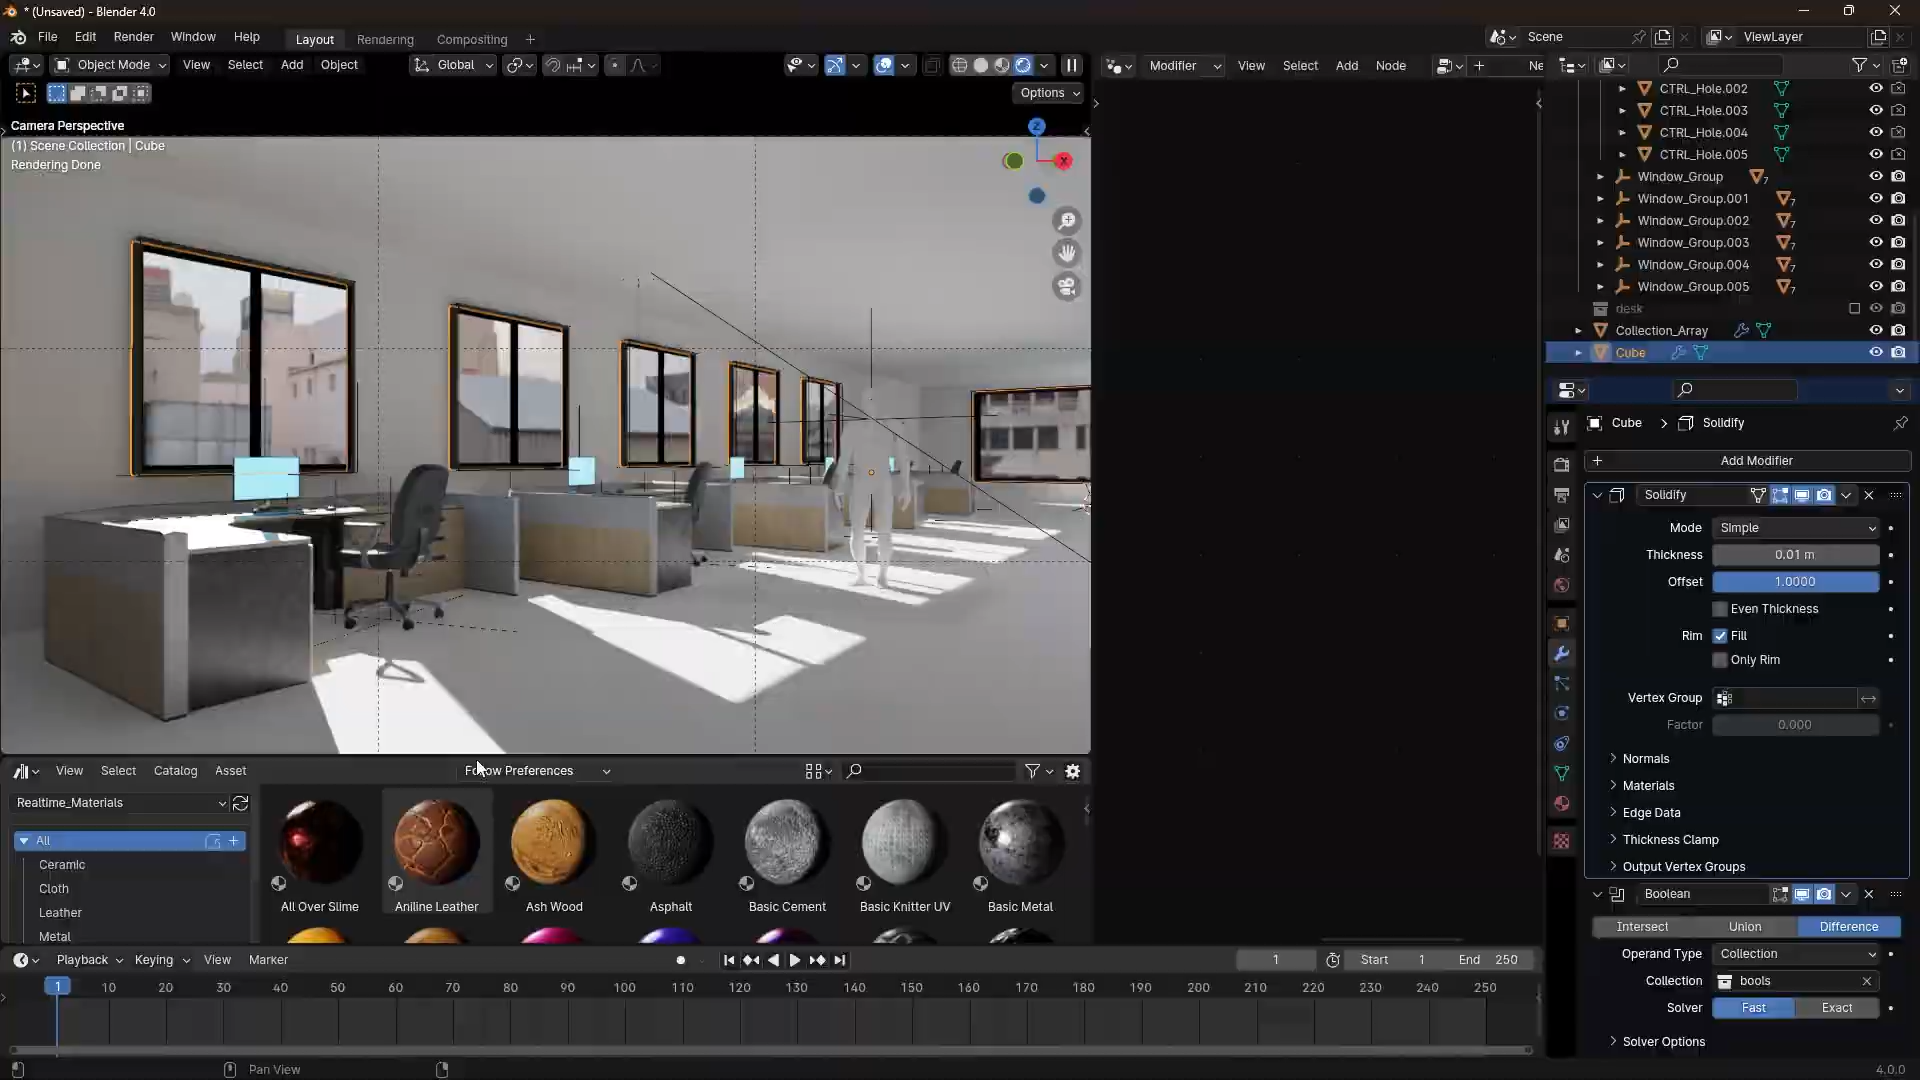 * (Unsaved) - Blender 4.0
File Edit Render Window Help Layout Rendering Compositing + Scene ViewLayer
Object Mode View Select Add Object Global
Modifier View Select Add Node + Ne
Options
Camera Perspective
(1) Scene Collection | Cube
Rendering Done
Z
X
CTRL_Hole.002
CTRL_Hole.003
CTRL_Hole.004
CTRL_Hole.005
Window_Group 7
Window_Group.001 7
Window_Group.002 7
Window_Group.003 7
Window_Group.004 7
Window_Group.005 7
desk
Collection_Array
Cube
Cube > Solidify
+ Add Modifier
Solidify
Mode Simple
Thickness 0.01 m
Offset 1.0000
Even Thickness
Rim Fill
Only Rim
Vertex Group
Factor 0.000
Normals
Materials
Edge Data
Thickness Clamp
Output Vertex Groups
Boolean
Intersect Union Difference
Operand Type Collection
Collection bools
Solver Fast Exact
Solver Options
View Select Catalog Asset Follow Preferences
Realtime_Materials
All
Ceramic
Cloth
Leather
Metal
All Over Slime Aniline Leather Ash Wood Asphalt Basic Cement Basic Knitter UV Basic Metal
Playback Keying View Marker 1 Start 1 End 250
1 10 20 30 40 50 60 70 80 90 100 110 120 130 140 150 160 170 180 190 200 210 220 230 240 250
Pan View 4.0.0